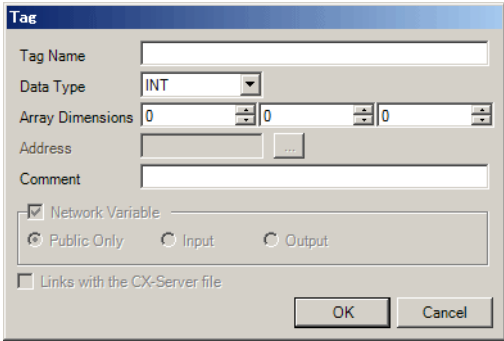 Tag
Tag Name
Data Type INT
Array Dimensions 0 0 0
Address ...
Comment
Network Variable
Public Only Input Output
Links with the CX-Server file
OK Cancel